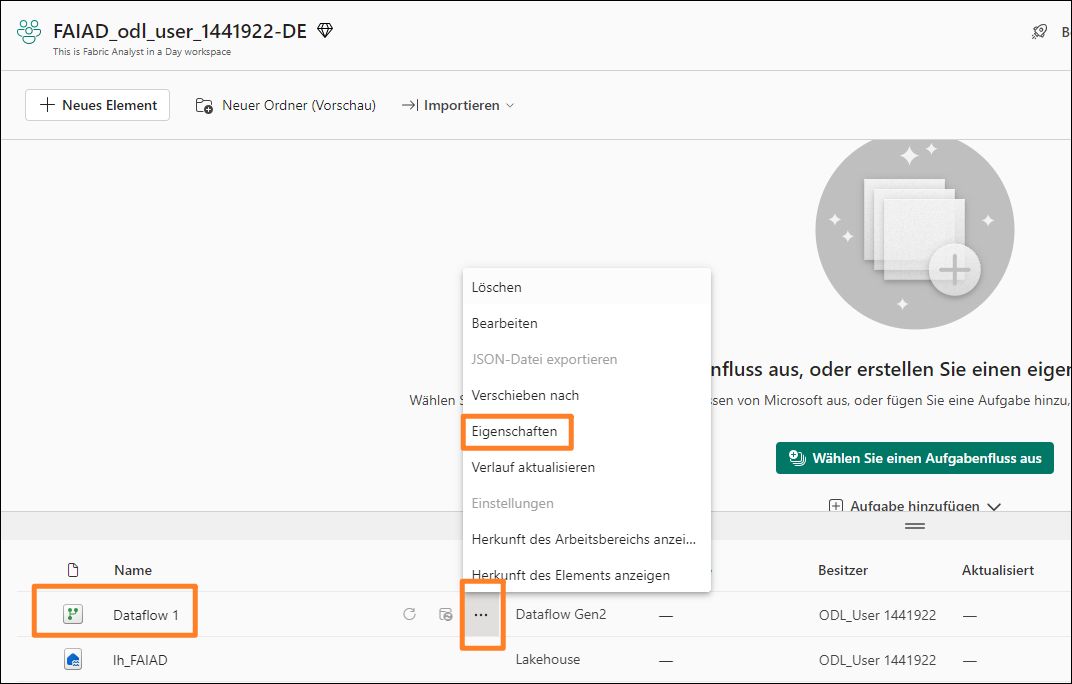 FAIAD_odl_user_1441922-DE
This is Fabric Analyst in a Day workspace
Neues Element
Neuer Ordner (Vorschau)
Importieren
Löschen
Bearbeiten
JSON-Datei exportieren
nfluss aus, oder erstellen Sie einen eiger
Verschieben nach
Wählen S
ssen von Microsoft aus, oder fügen Sie eine Aufgabe hinzu,
Eigenschaften
Wählen Sie einen Aufgabenfluss aus
Verlauf aktualisieren
Einstellungen
Aufgabe hinzufügen
Herkunft des Arbeitsbereichs anzei...
Herkunft des Elements anzeigen
Name
Besitzer
Aktualisiert
Dataflow 1
...
Dataflow Gen2
—
ODL_User 1441922
—
lh_FAIAD
Lakehouse
—
ODL_User 1441922
—